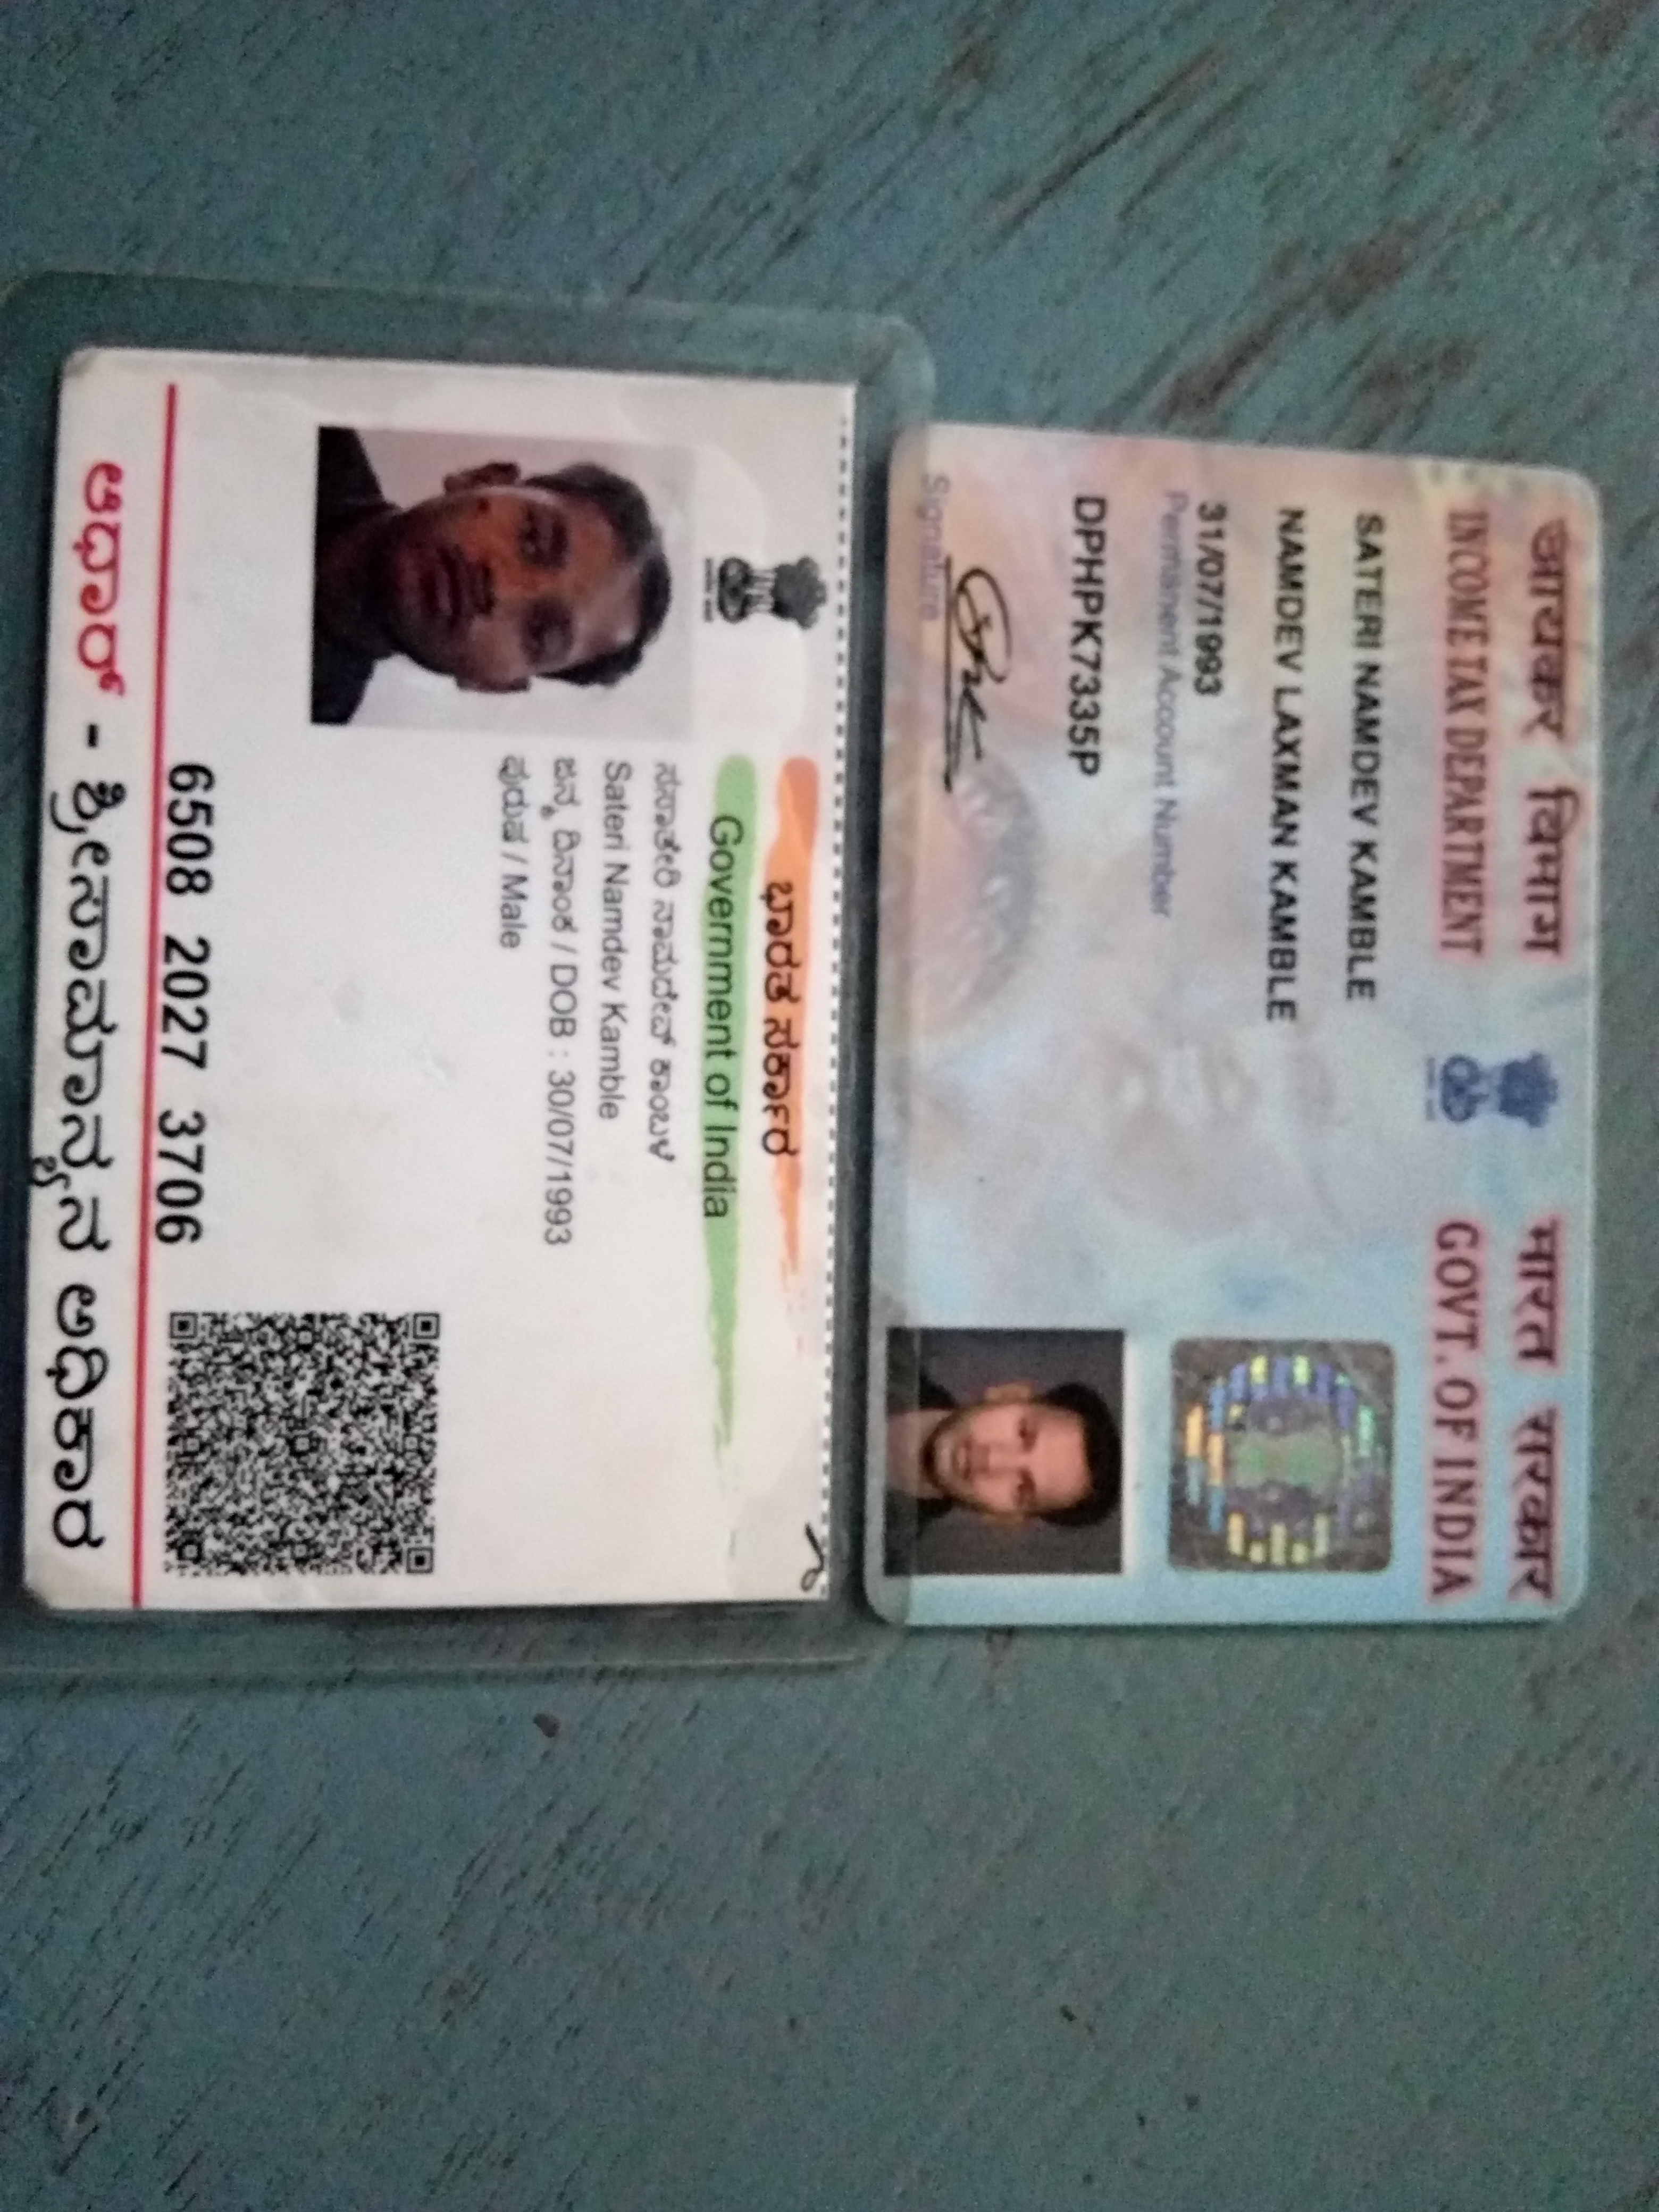 आयकर विभाग
INCOME TAX DEPARTMENT
भारत सरकार
GOVT. OF INDIA
SATERI NAMDEV KAMBLE
NAMDEV LAXMAN KAMBLE
31/07/1993
Permanent Account Number
DPHPK7335P
Signature
ಭಾರತ ಸರ್ಕಾರ
Government of India
ಸಾತೇರಿ ನಾಮದೇವ್ ಕಾಂಬಳೆ
Sateri Namdev Kamble
ಜನ್ಮ ದಿನಾಂಕ / DOB : 30/07/1993
ಪುರುಷ / Male
6508 2027 3706
ಆಧಾರ್ - ಶ್ರೀಸಾಮಾನ್ಯನ ಅಧಿಕಾರ